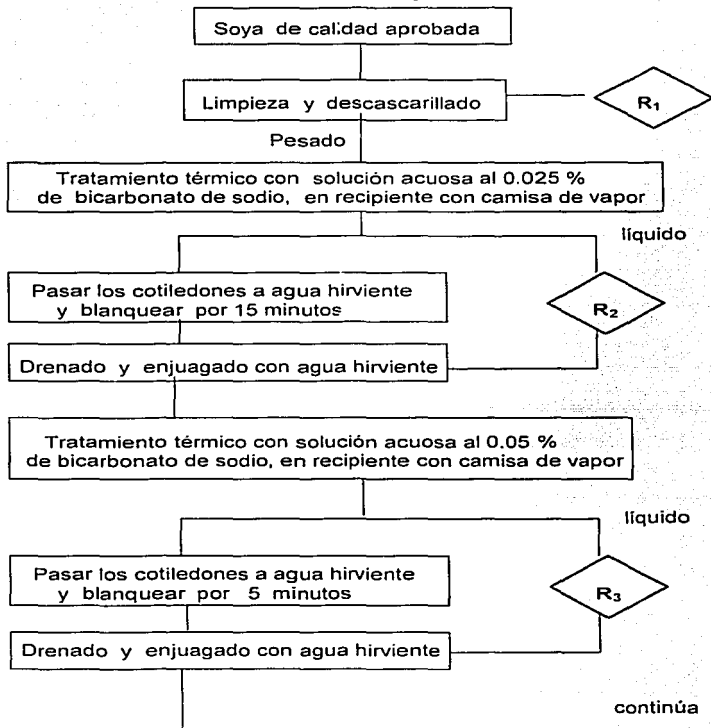 Soya de calidad aprobada
Limpieza y descascarillado
R₁
Pesado
Tratamiento térmico con solución acuosa al 0.025 %
de bicarbonato de sodio, en recipiente con camisa de vapor
líquido
Pasar los cotiledones a agua hirviente
y blanquear por 15 minutos
R₂
Drenado y enjuagado con agua hirviente
Tratamiento térmico con solución acuosa al 0.05 %
de bicarbonato de sodio, en recipiente con camisa de vapor
líquido
Pasar los cotiledones a agua hirviente
y blanquear por 5 minutos
R₃
Drenado y enjuagado con agua hirviente
continúa